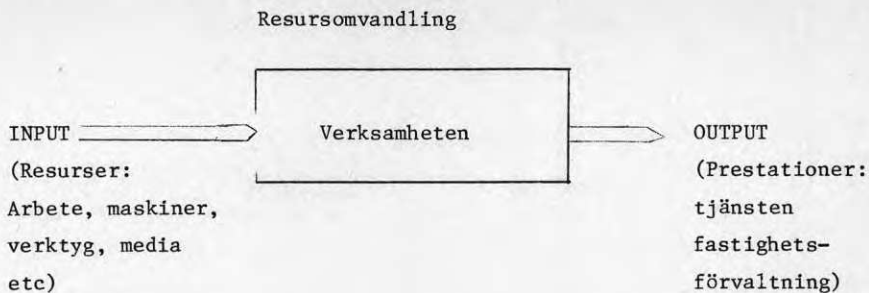 Resursomvandling
INPUT
(Resurser:
Arbete, maskiner,
verktyg, media
etc)
Verksamheten
OUTPUT
(Prestationer:
tjänsten
fastighets-
förvaltning)